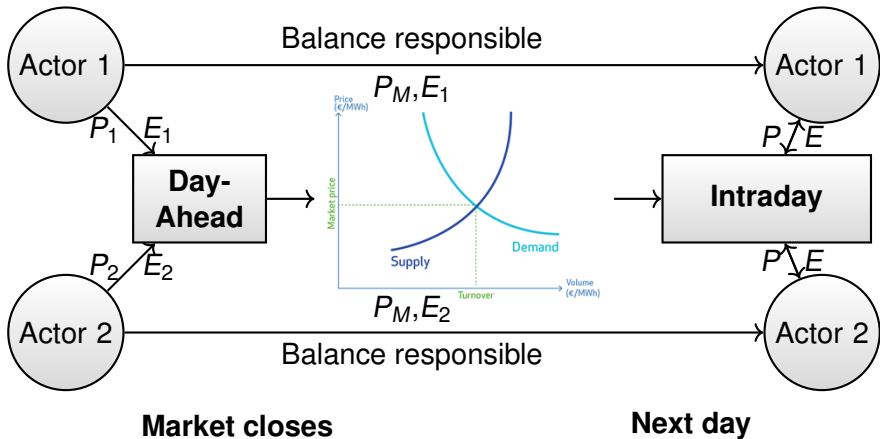 Balance responsible
Actor 1
Actor 1
P_M,E_1
P_1 E_1
Price
(€/MWh)
P E
Day-
Ahead
Market price
Intraday
Demand
Supply
P_2 E_2
P E
Volume
(€/MWh)
Turnover
P_M,E_2
Actor 2
Actor 2
Balance responsible
Market closes
Next day